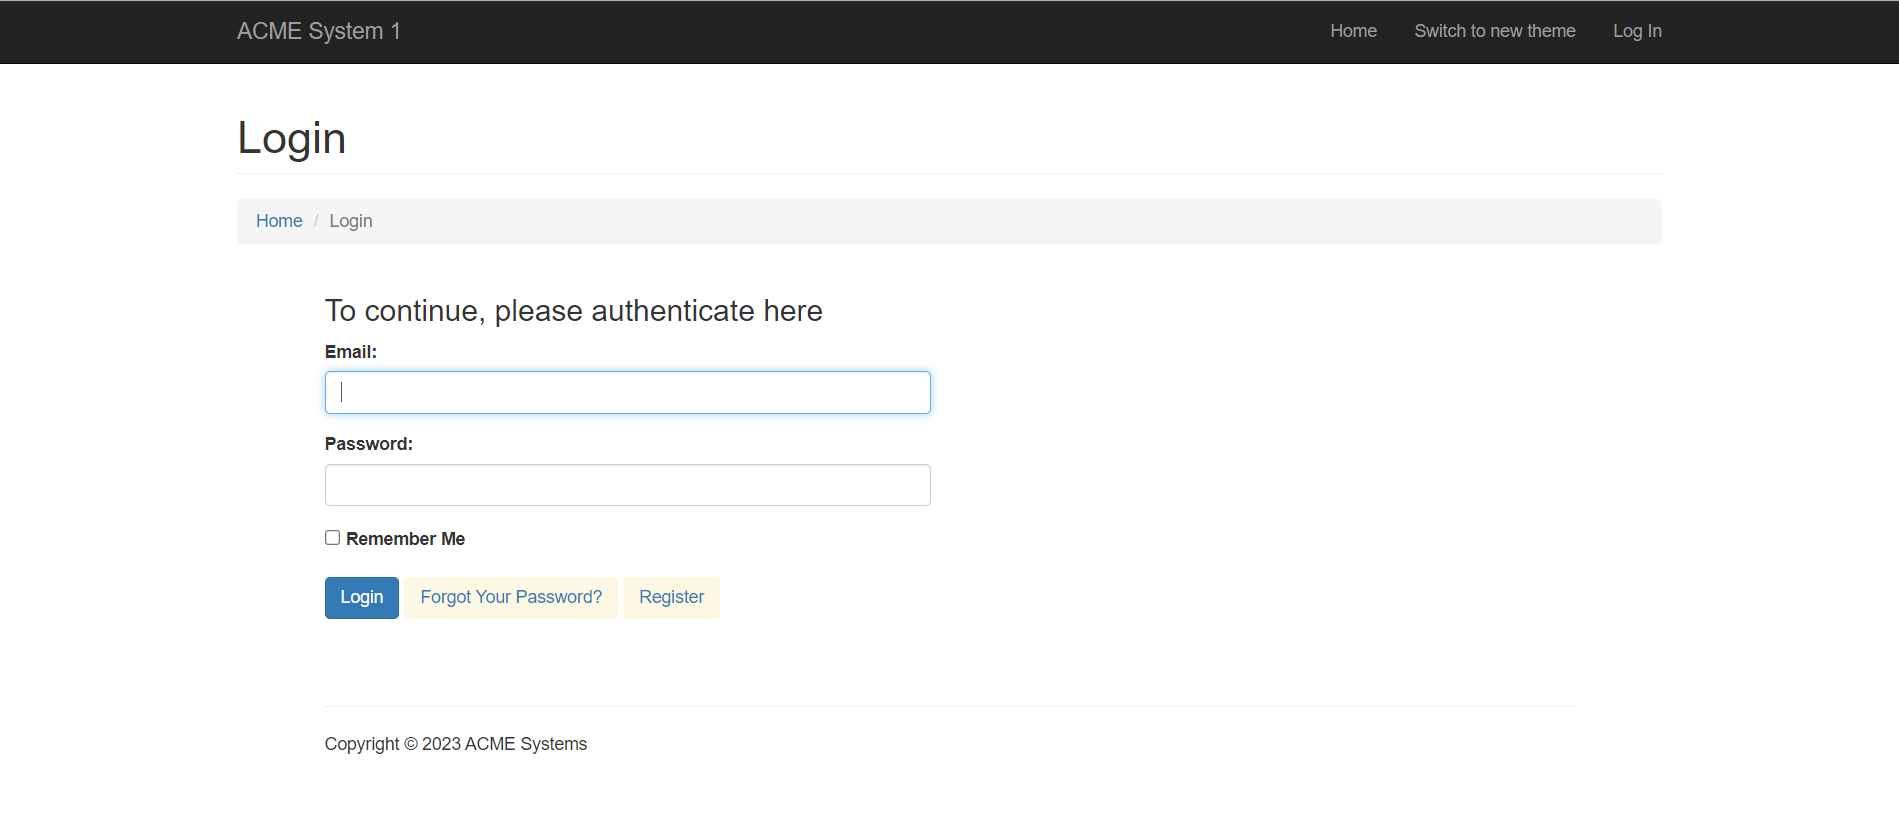 ACME System 1 Home Switch to new theme Log In
Login
Home / Login
To continue, please authenticate here
Email:
Password:
Remember Me
Login Forgot Your Password? Register
Copyright © 2023 ACME Systems